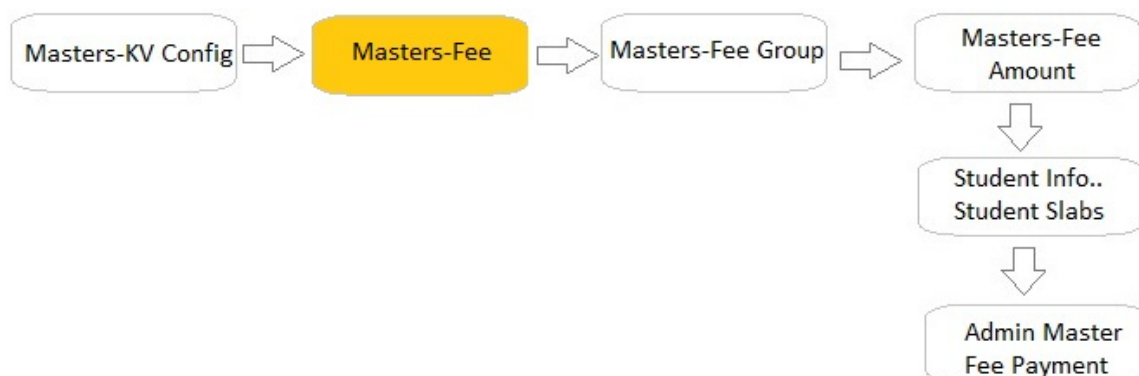 Masters-KV Config
Masters-Fee
Masters-Fee Group
Masters-Fee
Amount
Student Info..
Student Slabs
Admin Master
Fee Payment